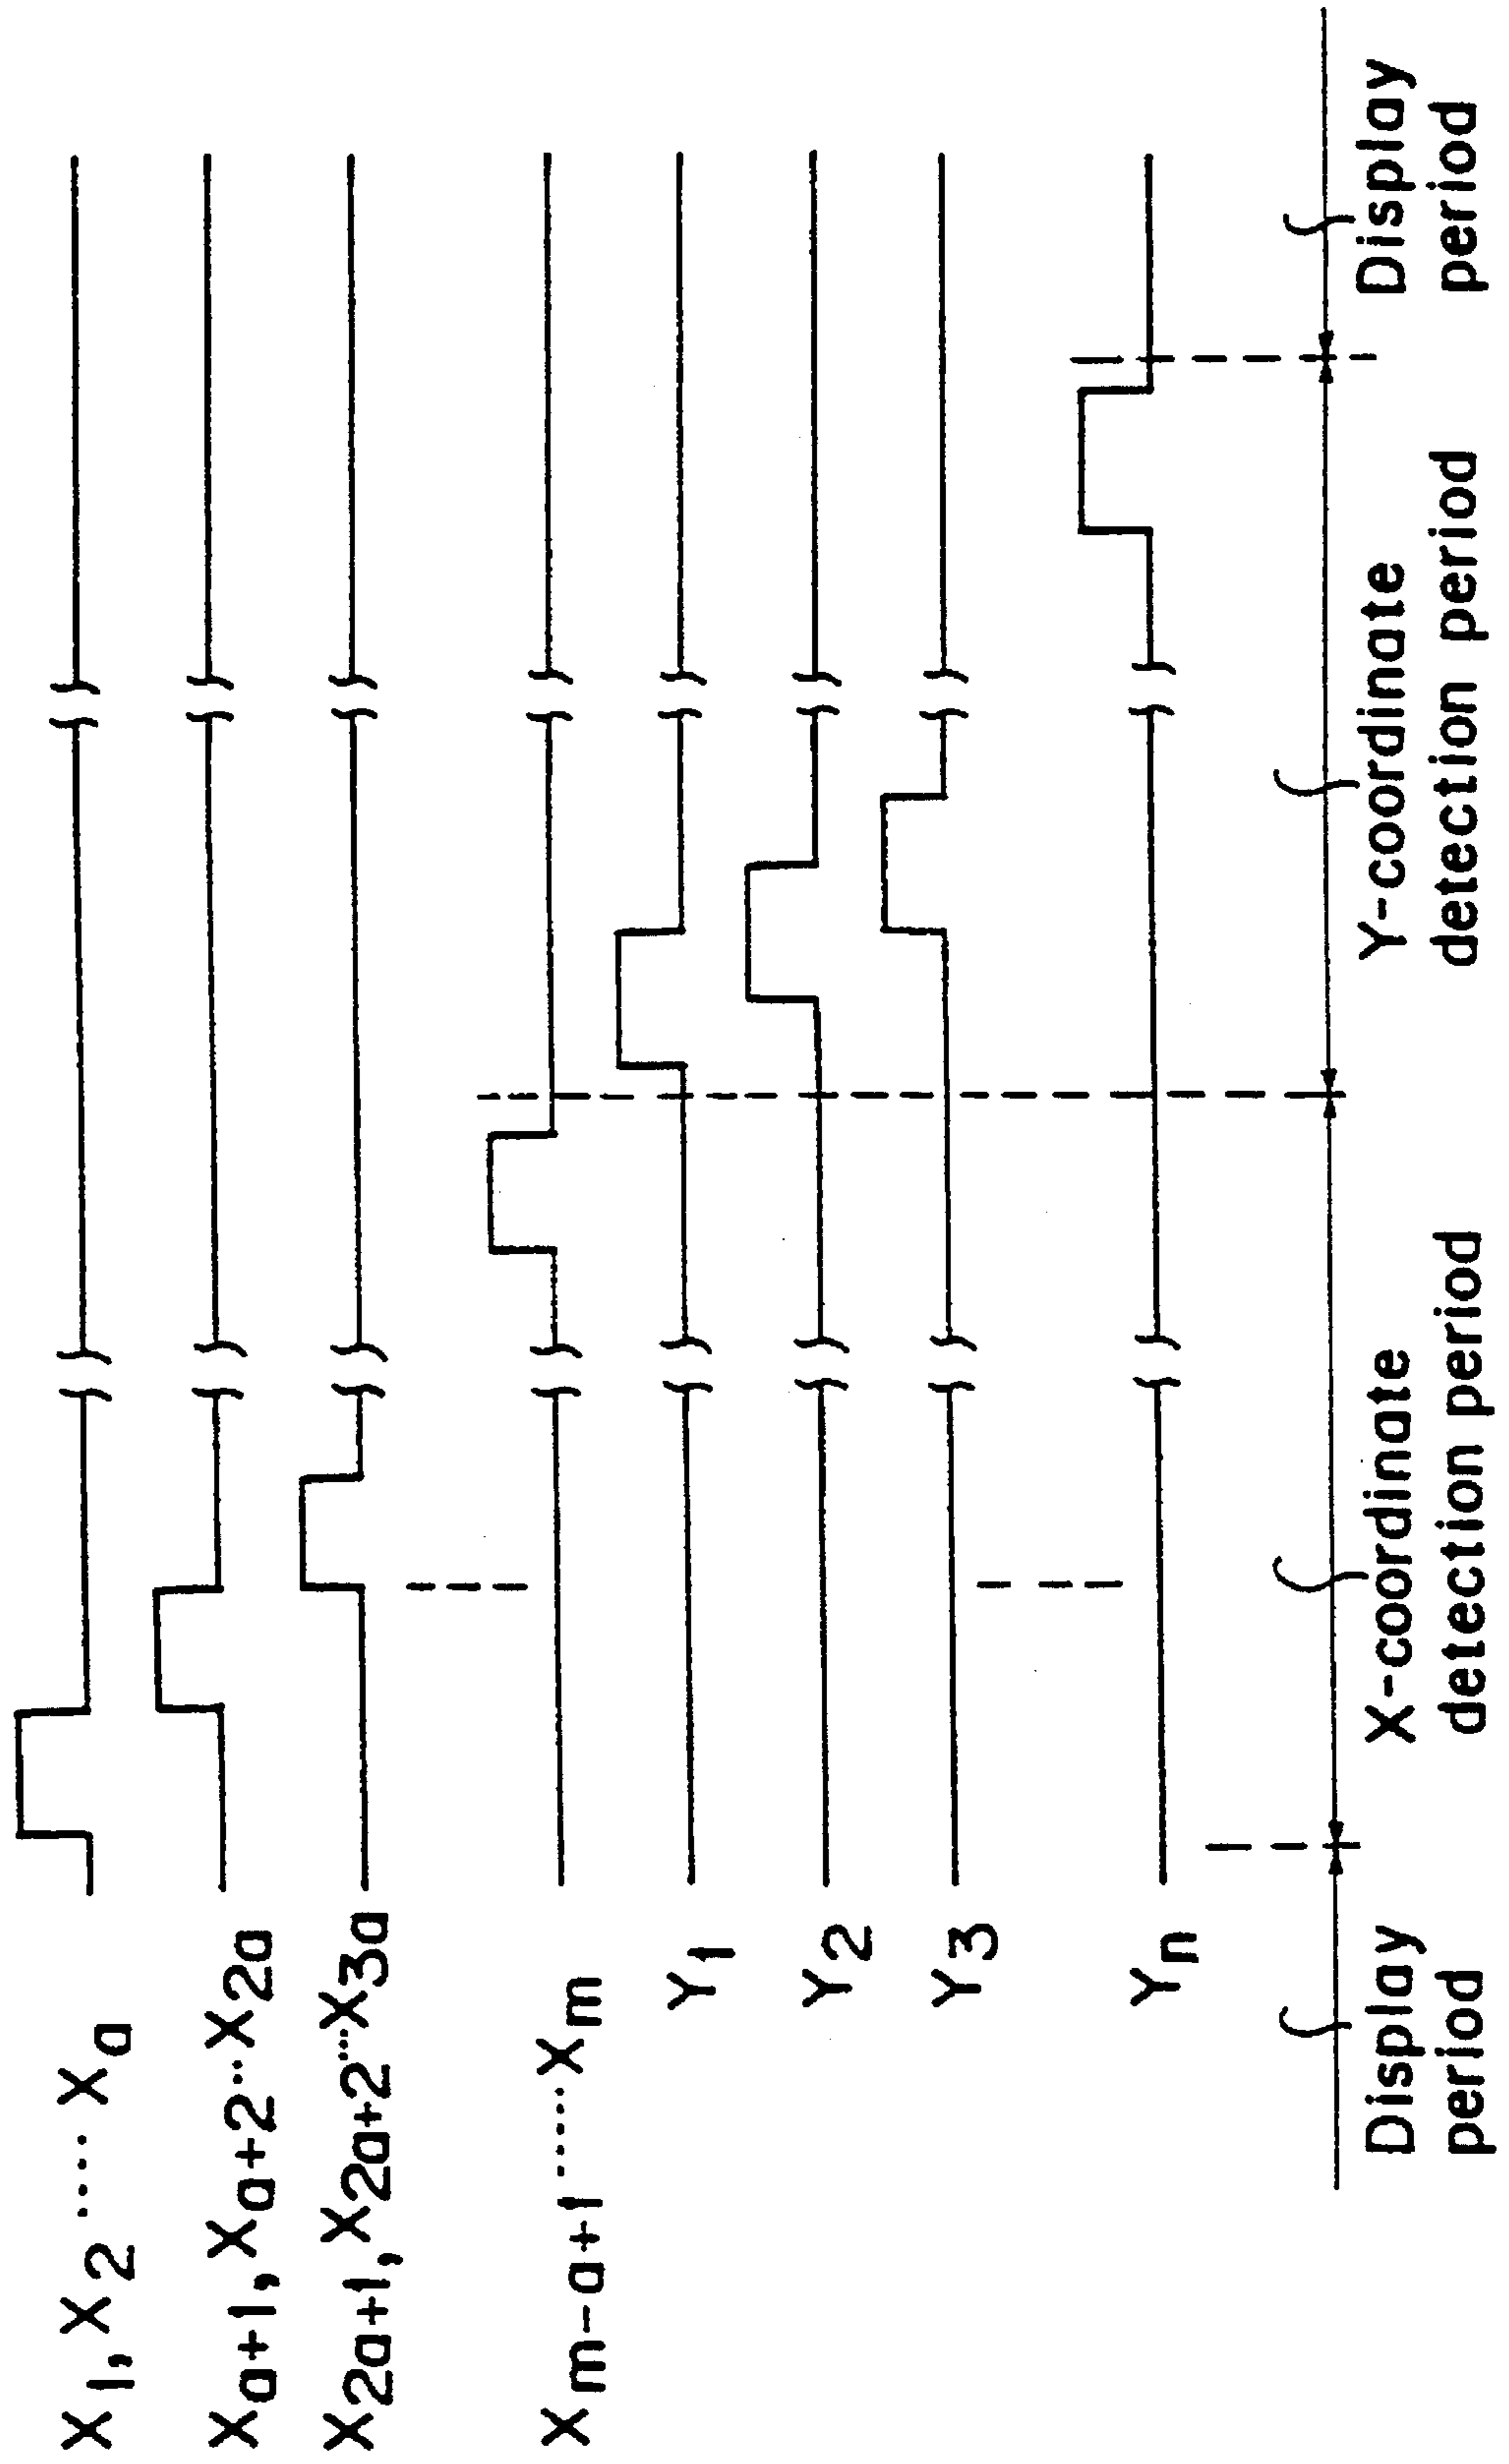 X1, X2 ····· Xa
Xa+1, Xa+2 ··· X2a
X2a+1, X2a+2 ··· X3a
Xm-a+1 ······ Xm
Y1
Y2
Y3
Yn
Display period
X-coordinate detection period
Y-coordinate detection period
Display period